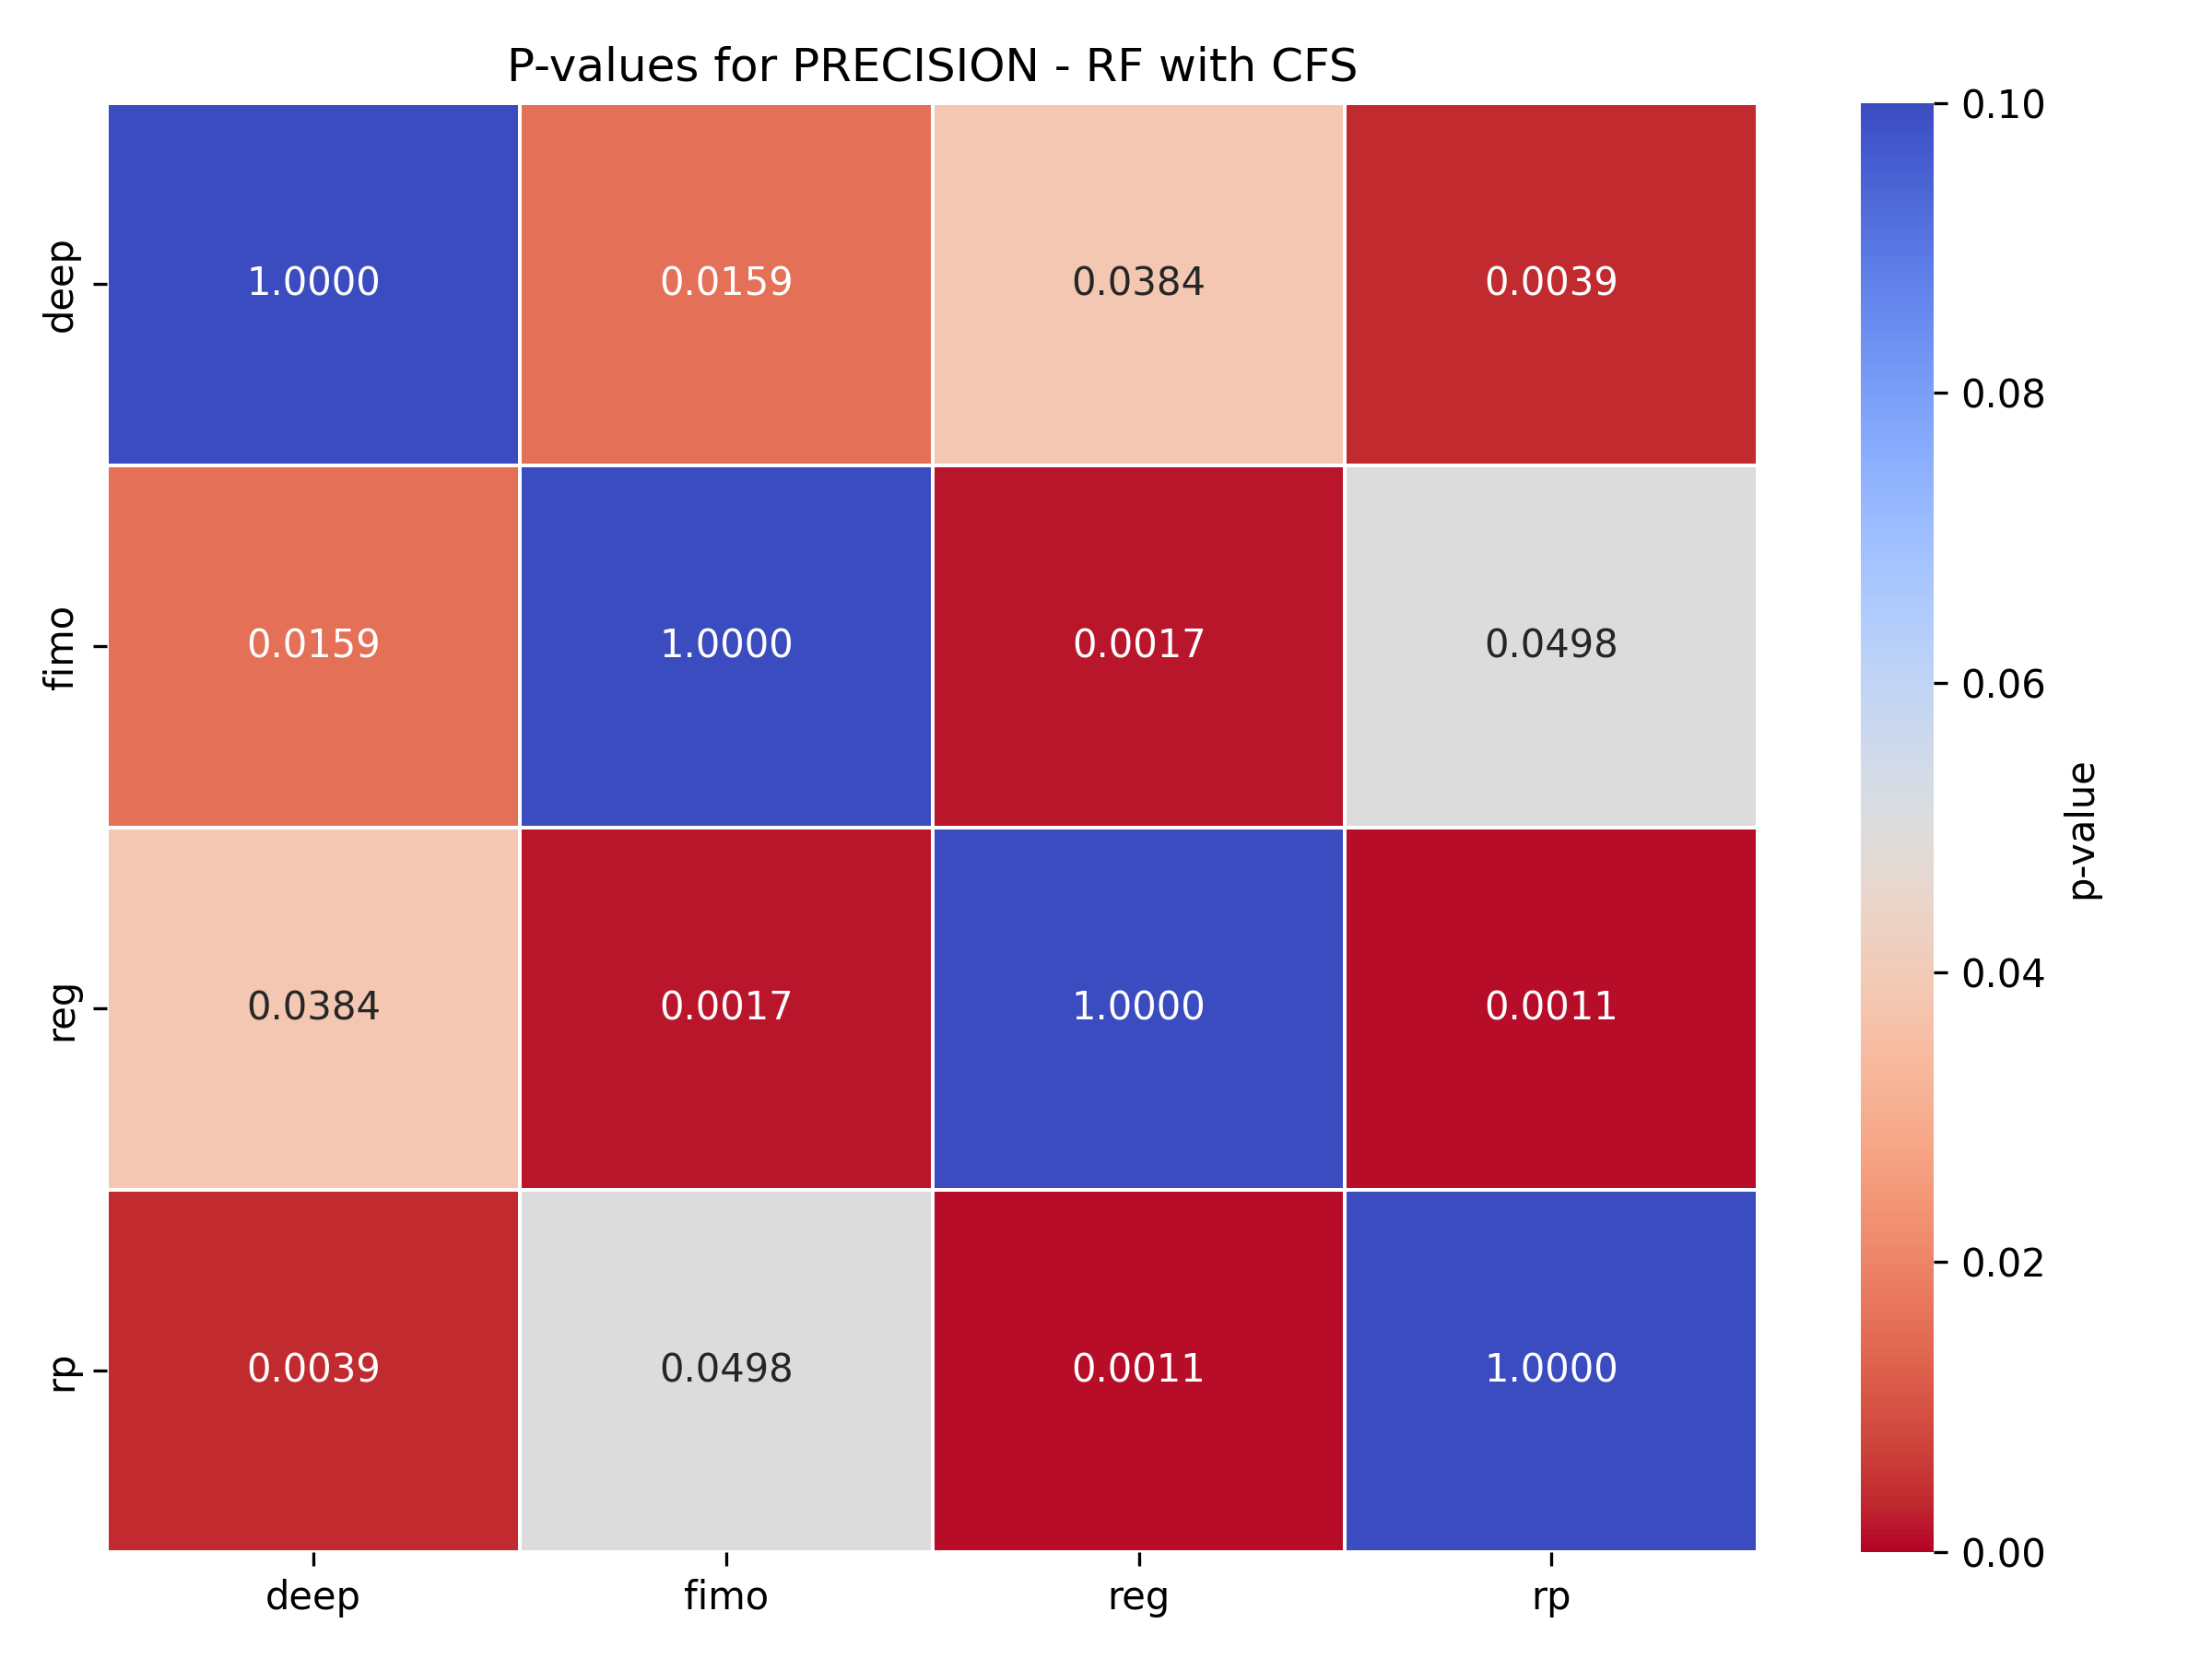 P-values for PRECISION - RF with CFS
deep 1.0000 0.0159 0.0384 0.0039
fimo 0.0159 1.0000 0.0017 0.0498
reg 0.0384 0.0017 1.0000 0.0011
rp 0.0039 0.0498 0.0011 1.0000
deep fimo reg rp
0.10
0.08
0.06
0.04
0.02
0.00
p-value